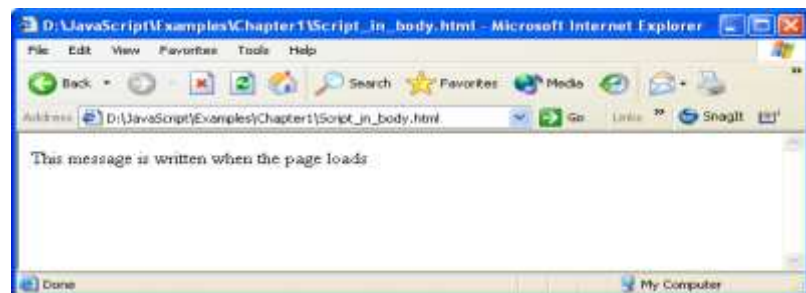 D:\JavaScript\Examples\Chapter1\Script_in_body.html - Microsoft Internet Explorer
File Edit View Favorites Tools Help
Back Search Favorites Media
Address D:\JavaScript\Examples\Chapter1\Script_in_body.html Go Links » SnagIt
This message is written when the page loads
Done My Computer